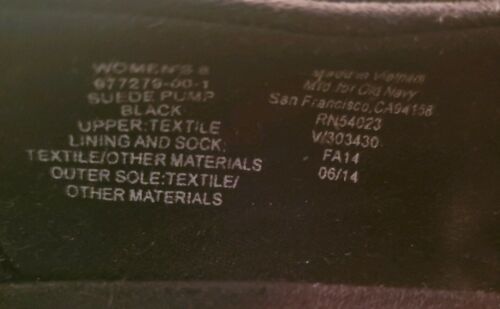 WOMEN'S 8
677279-00-1
SUEDE PUMP
BLACK
UPPER:TEXTILE
LINING AND SOCK:
TEXTILE/OTHER MATERIALS
OUTER SOLE:TEXTILE/
OTHER MATERIALS
Made in Vietnam
Mfd for Old Navy
San Francisco,CA94158
RN54023
V/303430
FA14
06/14